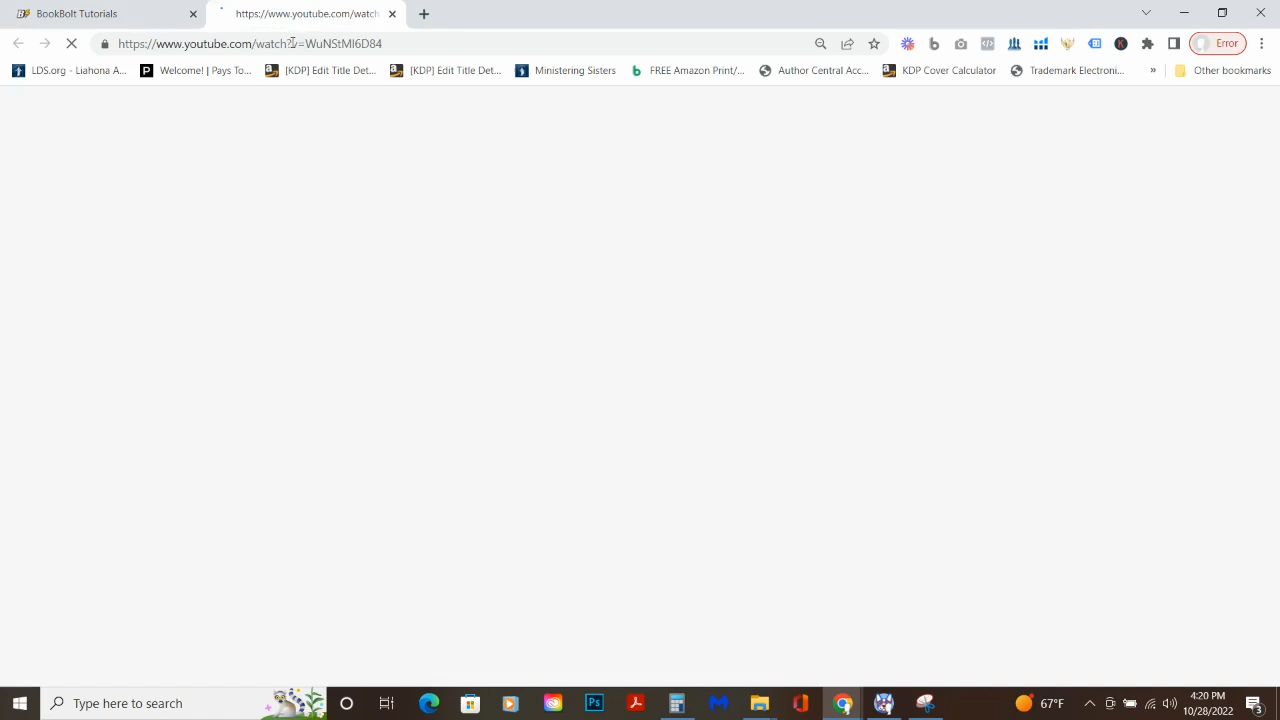 BookBolt Tutorials
https://www.youtube.com/watch
https://www.youtube.com/watch?v=WuNStMI6D84
Error
LDS.org - Liahona A...
Welcome! | Pays To...
[KDP] Edit Title Det...
[KDP] Edit Title Det...
Ministering Sisters
FREE Amazon Print/...
Author Central Acc...
KDP Cover Calculator
Trademark Electroni...
»
Other bookmarks
Type here to search
67°F
4:20 PM
10/28/2022
3